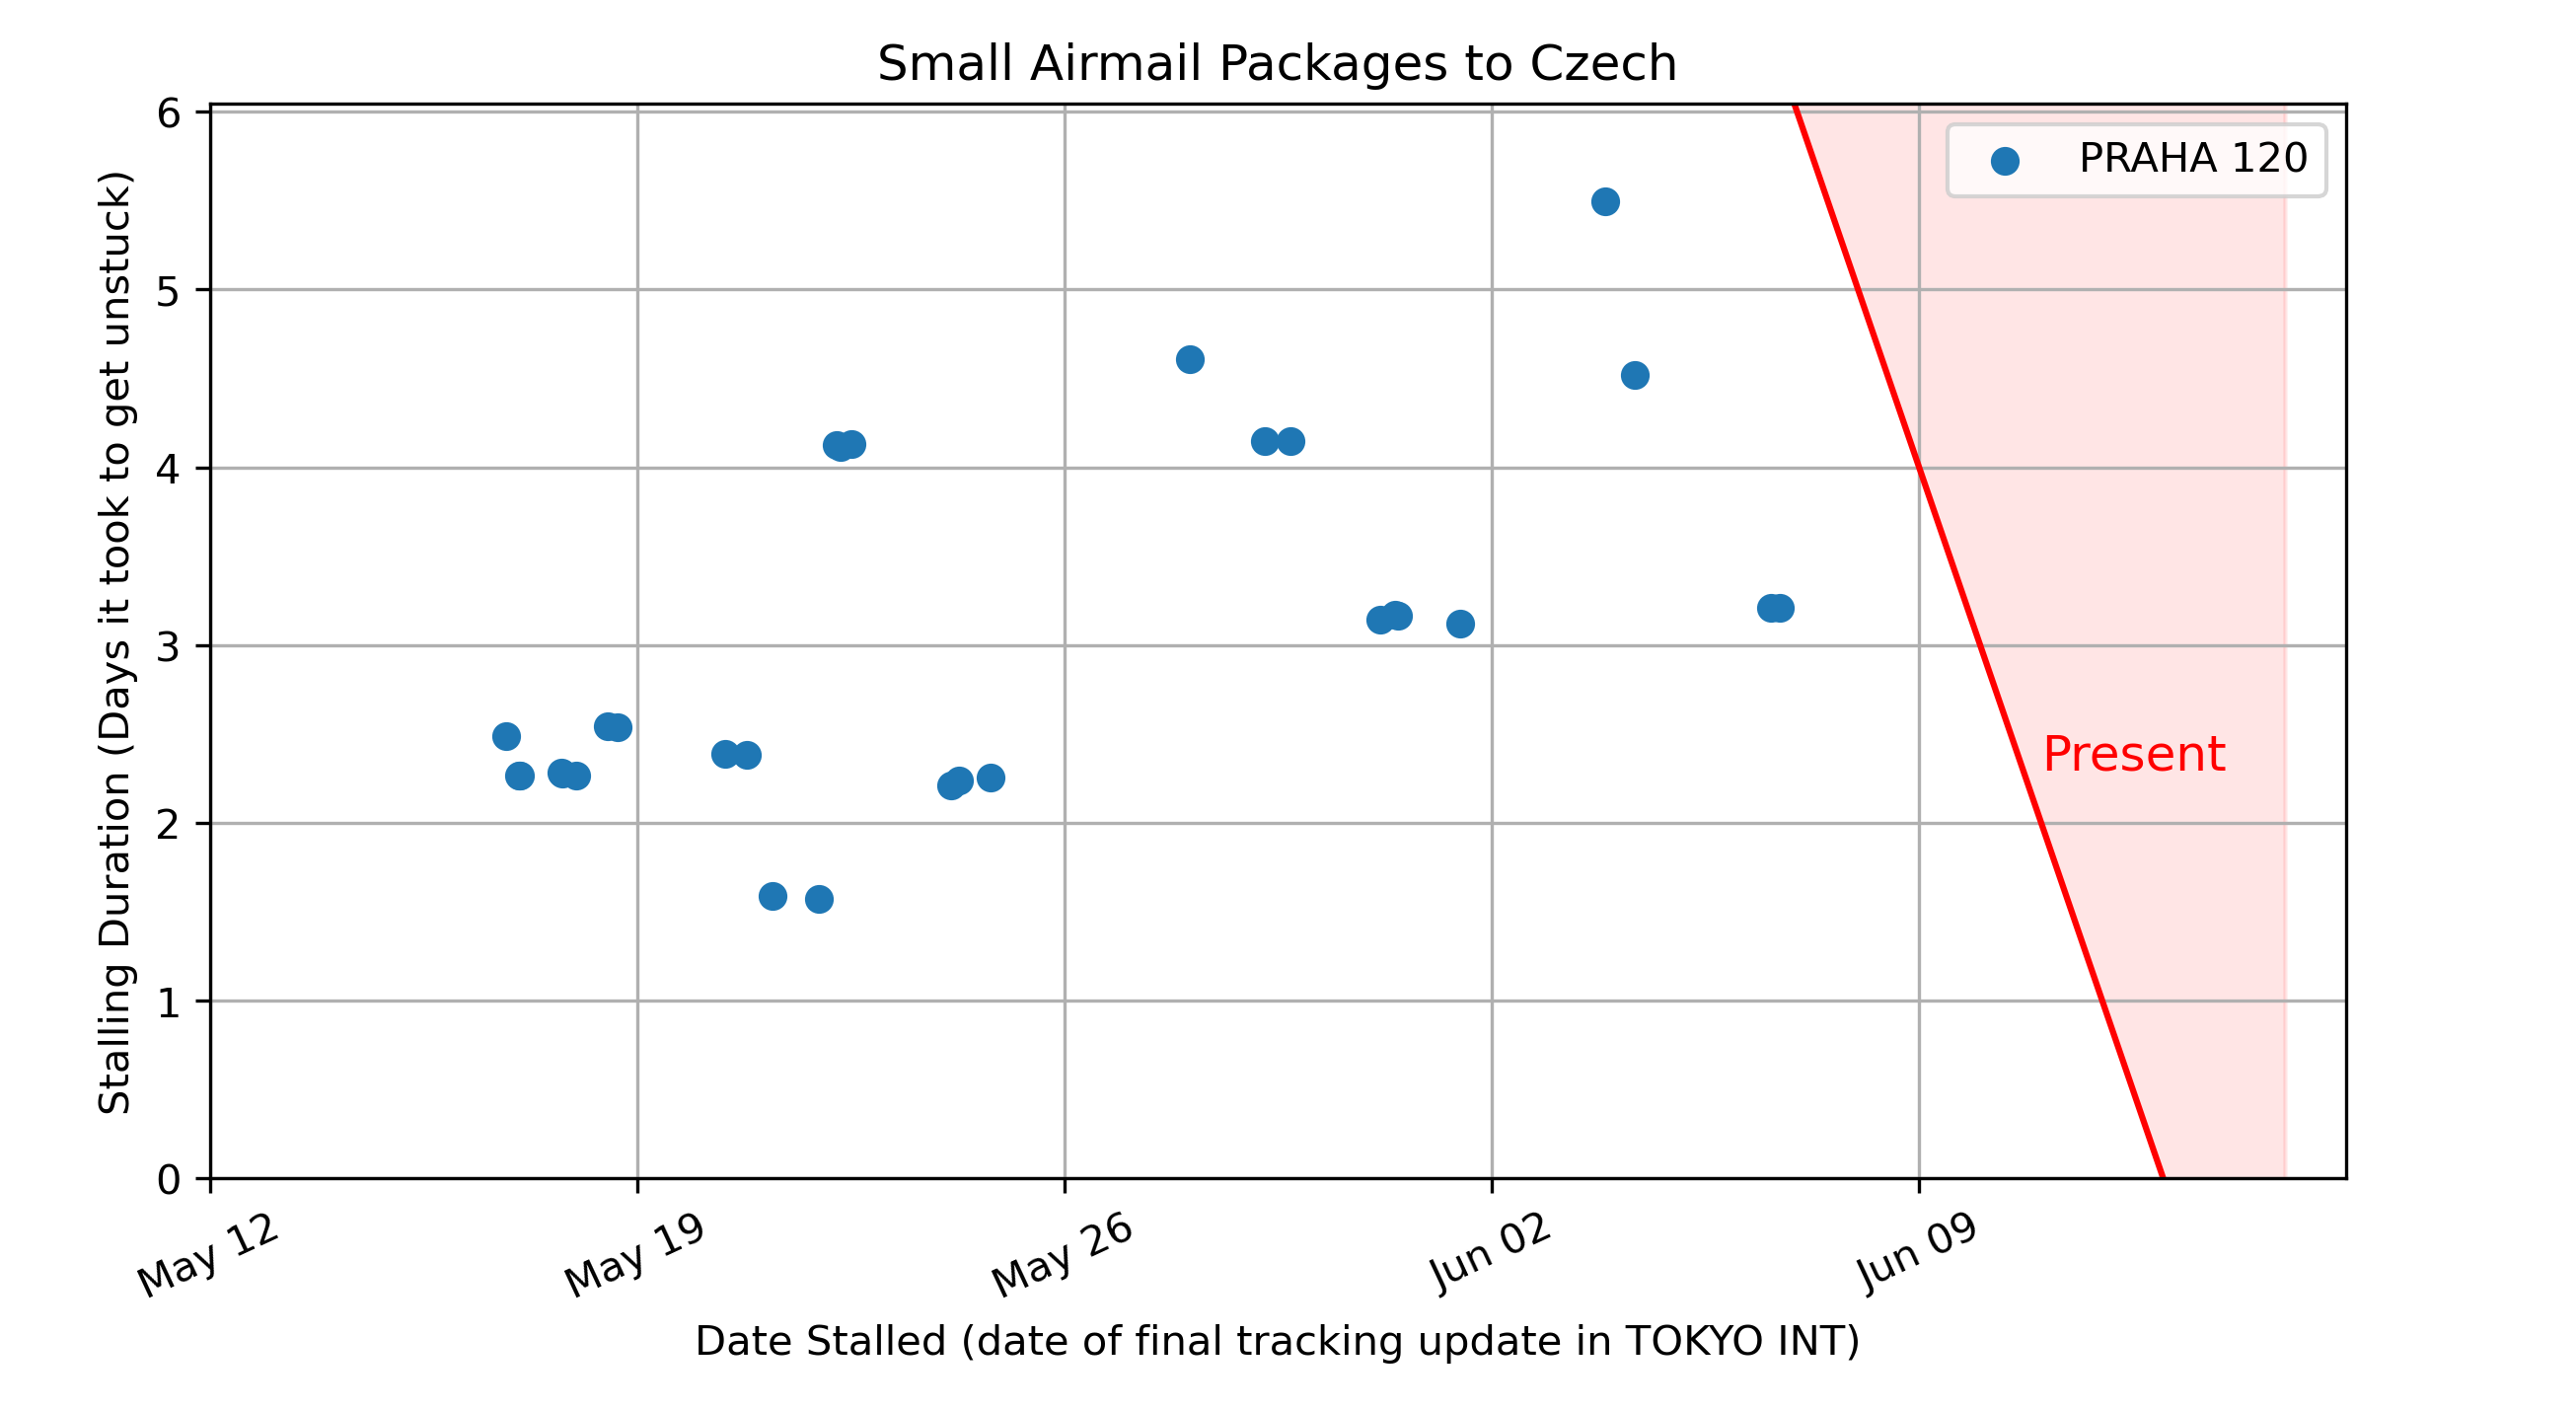 Small Airmail Packages to Czech
PRAHA 120
Present
Stalling Duration (Days it took to get unstuck)
6
5
4
3
2
1
0
May 12
May 19
May 26
Jun 02
Jun 09
Date Stalled (date of final tracking update in TOKYO INT)